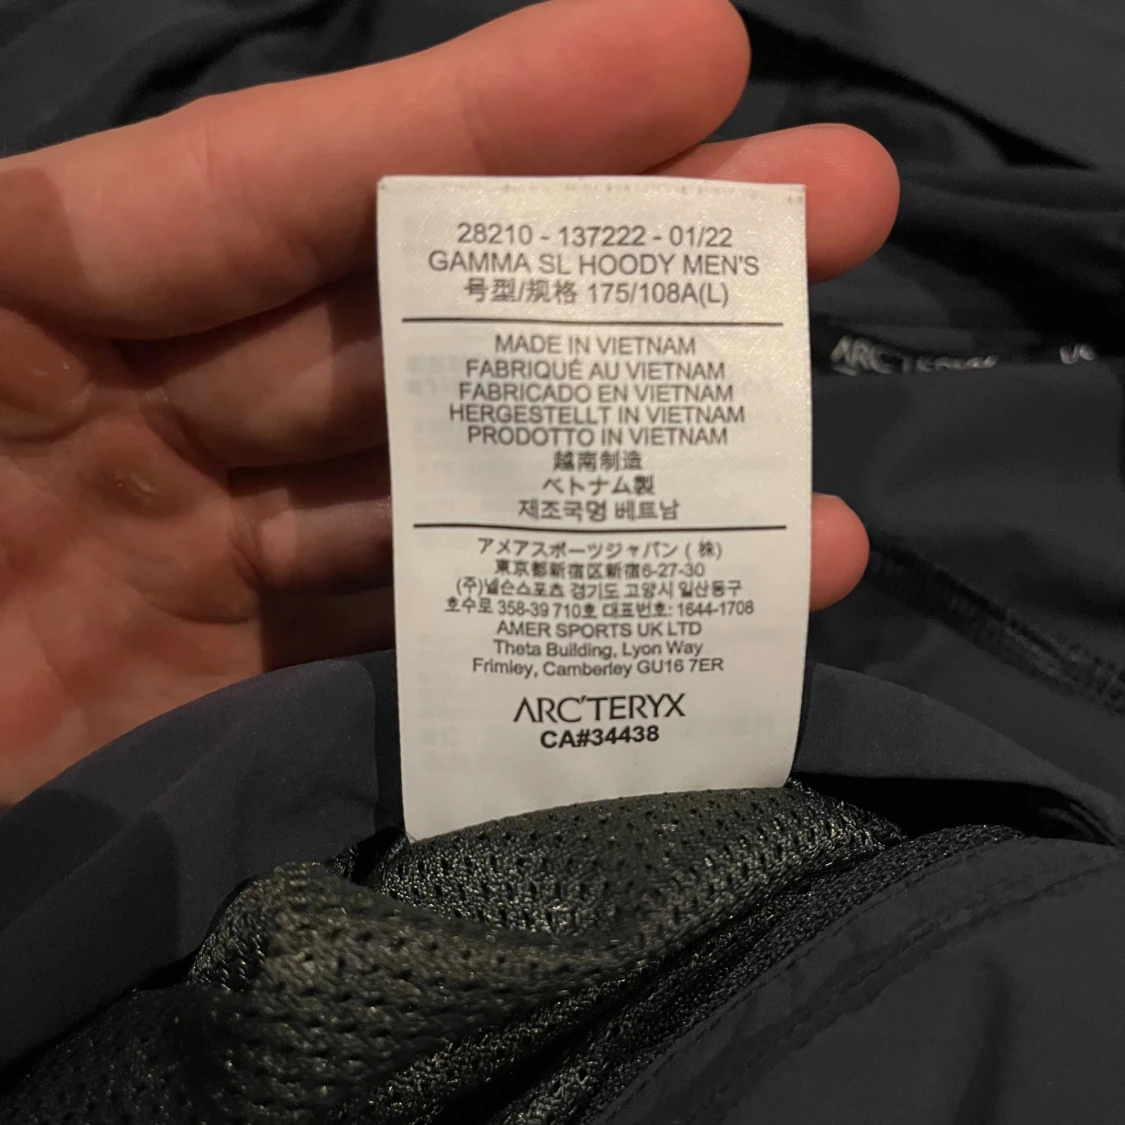 28210 - 137222 - 01/22
GAMMA SL HOODY MEN'S
号型/规格 175/108A(L)
MADE IN VIETNAM
FABRIQUÉ AU VIETNAM
FABRICADO EN VIETNAM
HERGESTELLT IN VIETNAM
PRODOTTO IN VIETNAM
越南制造
ベトナム製
제조국명 베트남
アメアスポーツジャパン ( 株)
東京都新宿区新宿6-27-30
(주)넬슨스포츠 경기도 고양시 일산동구
호수로 358-39 710호 대표번호: 1644-1708
AMER SPORTS UK LTD
Theta Building, Lyon Way
Frimley, Camberley GU16 7ER
ARC'TERYX
CA#34438
ARC'TERYX